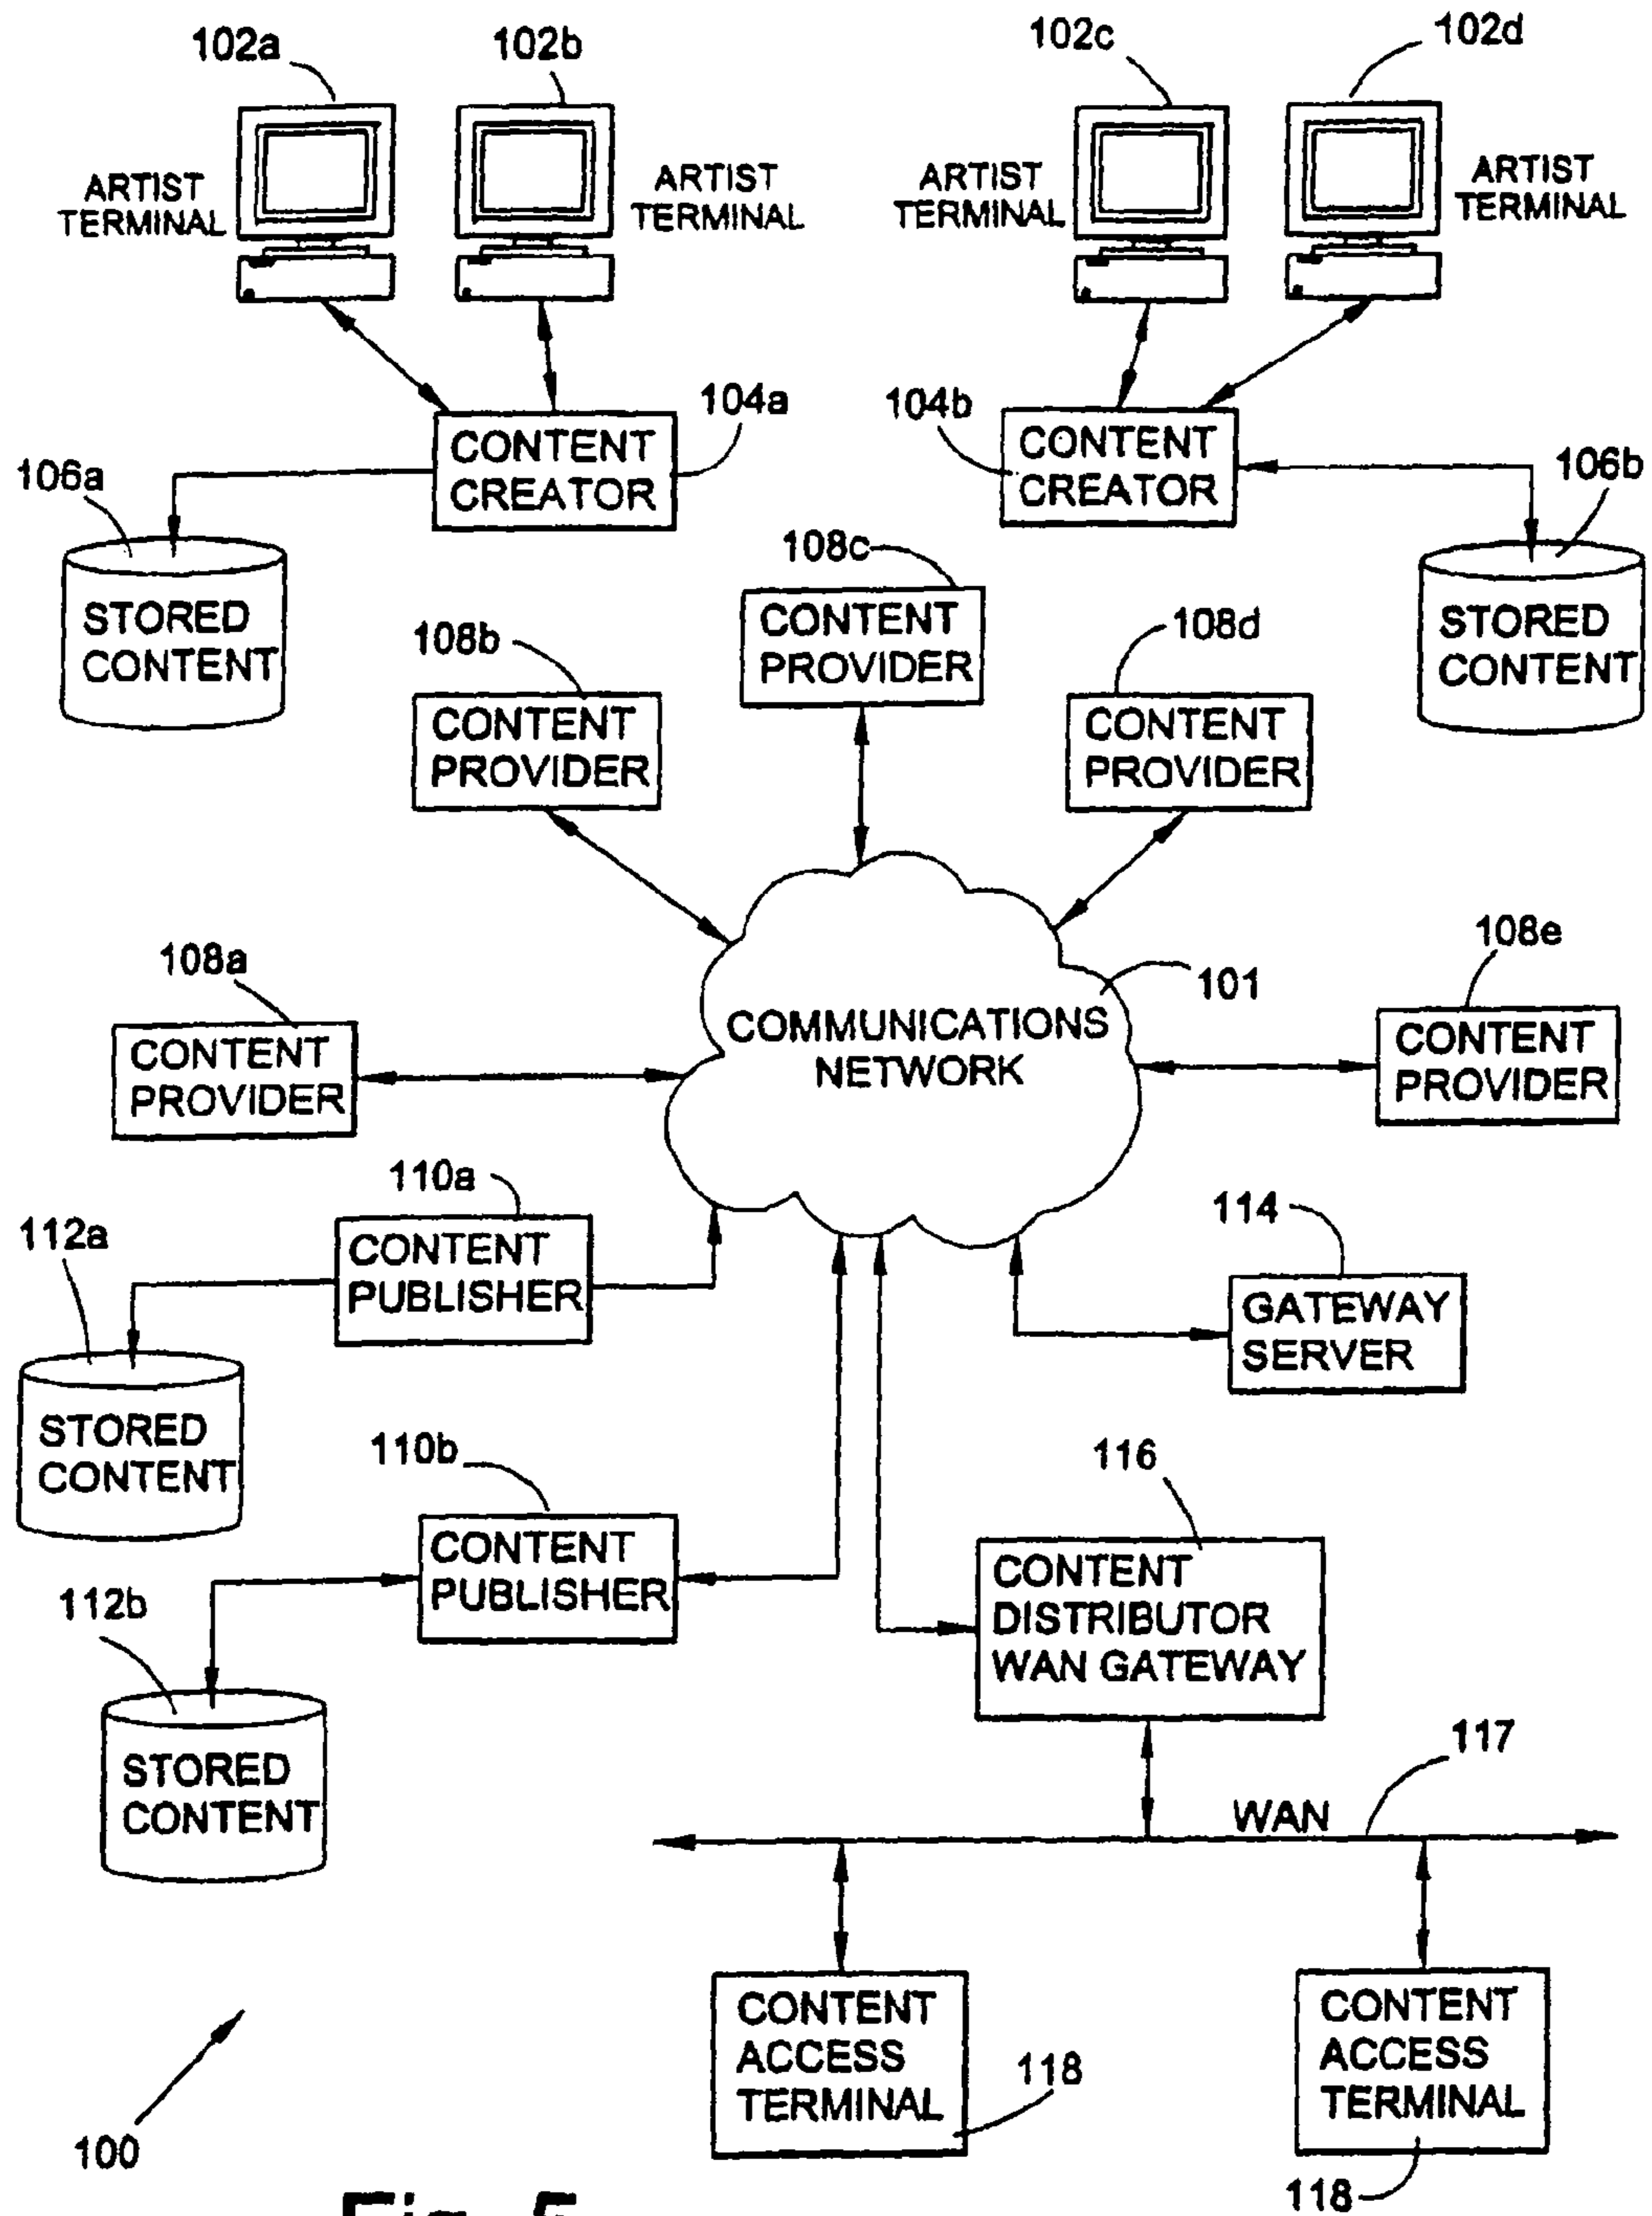 102a
102b
102c
102d
ARTIST
TERMINAL
ARTIST
TERMINAL
ARTIST
TERMINAL
ARTIST
TERMINAL
104a
104b
CONTENT
CREATOR
CONTENT
CREATOR
106a
106b
STORED
CONTENT
STORED
CONTENT
108c
CONTENT
PROVIDER
108b
CONTENT
PROVIDER
108d
CONTENT
PROVIDER
108a
CONTENT
PROVIDER
101
COMMUNICATIONS
NETWORK
108e
CONTENT
PROVIDER
110a
CONTENT
PUBLISHER
112a
STORED
CONTENT
114
GATEWAY
SERVER
110b
CONTENT
PUBLISHER
112b
STORED
CONTENT
116
CONTENT
DISTRIBUTOR
WAN GATEWAY
117
WAN
CONTENT
ACCESS
TERMINAL
118
CONTENT
ACCESS
TERMINAL
118
100
Fig. 5